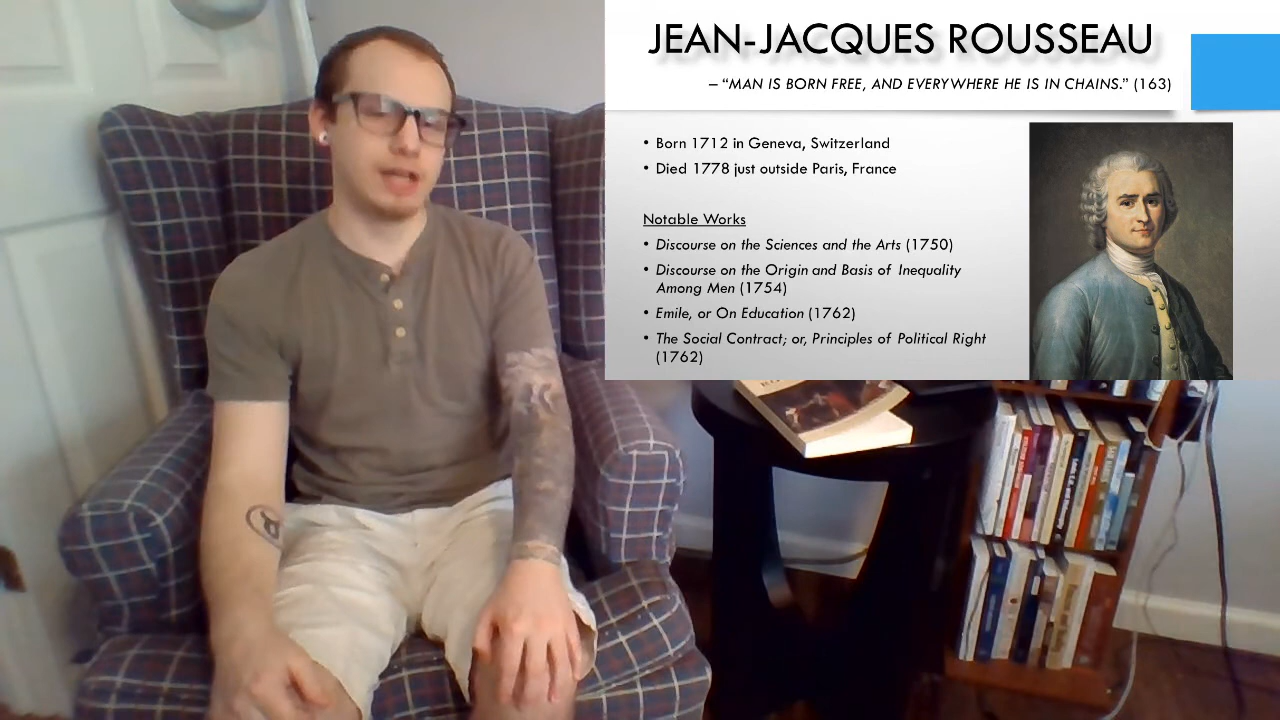 JEAN-JACQUES ROUSSEAU
– “MAN IS BORN FREE, AND EVERYWHERE HE IS IN CHAINS.” (163)
• Born 1712 in Geneva, Switzerland
• Died 1778 just outside Paris, France
Notable Works
• Discourse on the Sciences and the Arts (1750)
• Discourse on the Origin and Basis of Inequality
Among Men (1754)
• Emile, or On Education (1762)
• The Social Contract; or, Principles of Political Right
(1762)